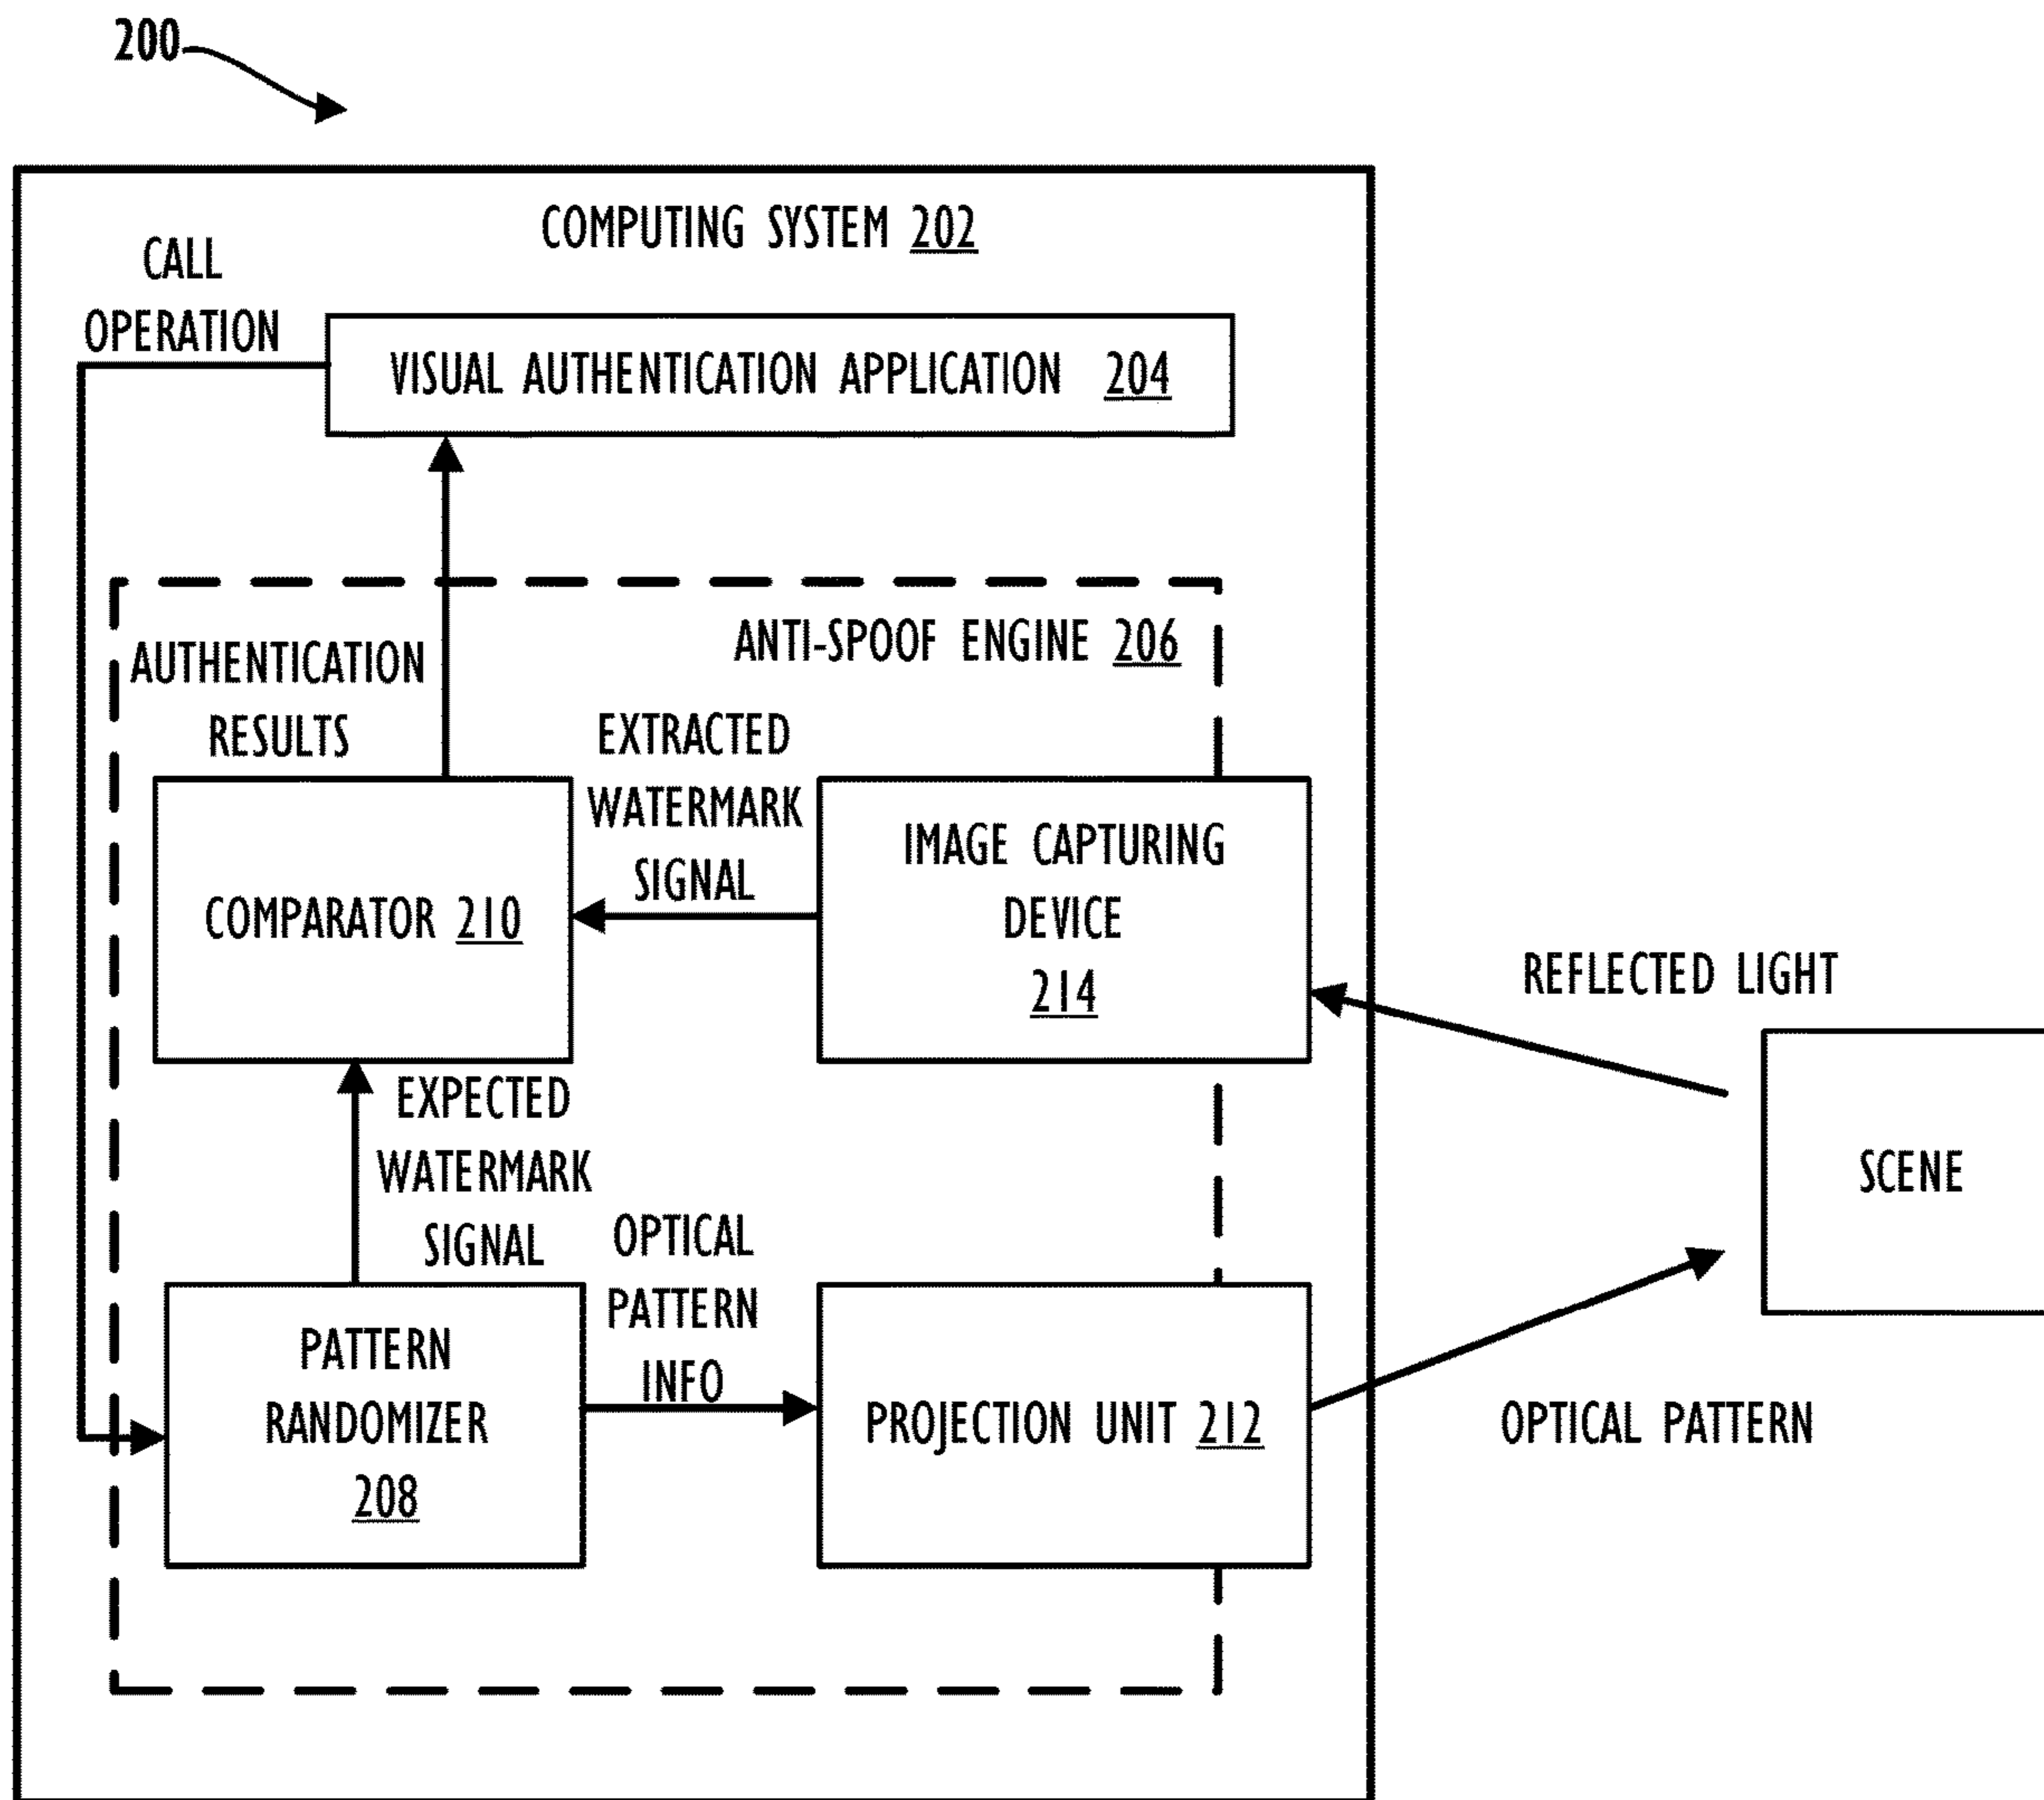 200
COMPUTING SYSTEM 202
CALL
OPERATION
VISUAL AUTHENTICATION APPLICATION 204
ANTI-SPOOF ENGINE 206
AUTHENTICATION
RESULTS
EXTRACTED
WATERMARK
SIGNAL
COMPARATOR 210
IMAGE CAPTURING
DEVICE
214
REFLECTED LIGHT
SCENE
EXPECTED
WATERMARK
SIGNAL
OPTICAL
PATTERN
INFO
PATTERN
RANDOMIZER
208
PROJECTION UNIT 212
OPTICAL PATTERN